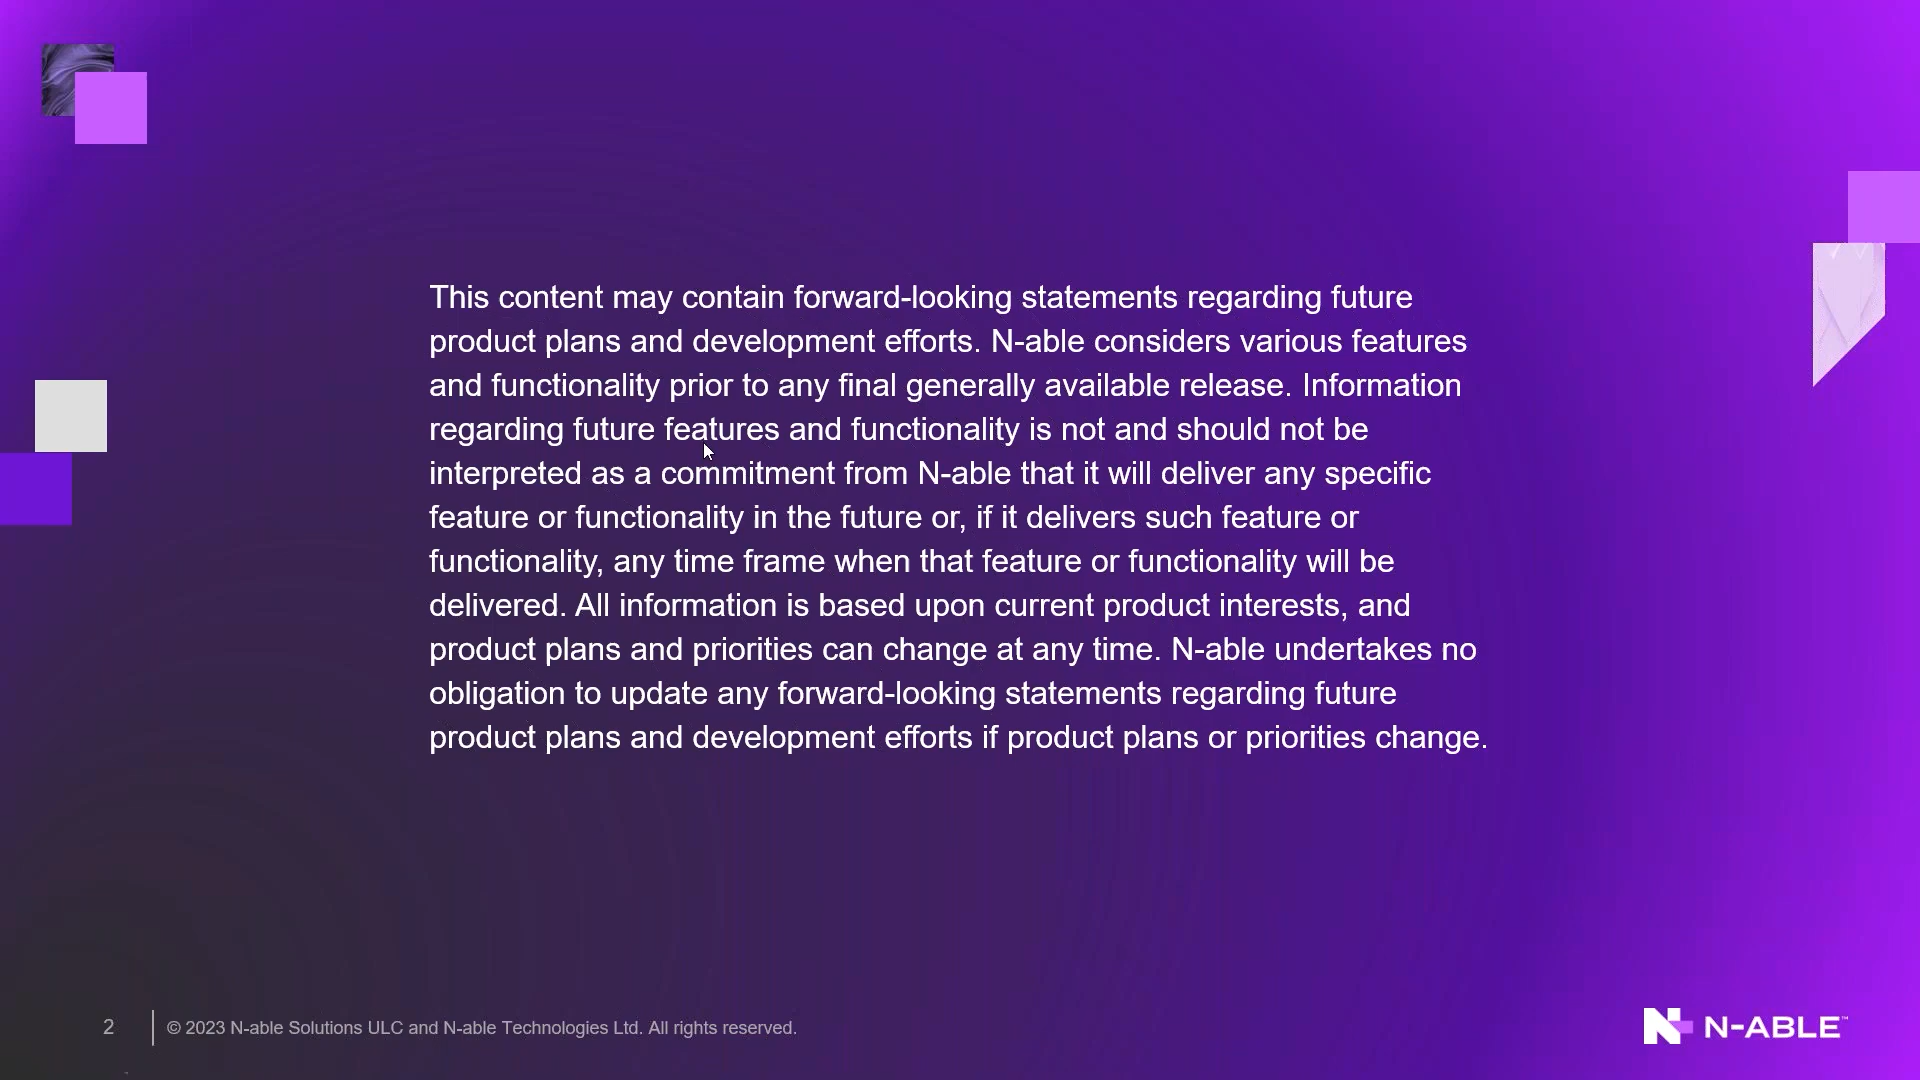 This content may contain forward-looking statements regarding future
product plans and development efforts. N-able considers various features
and functionality prior to any final generally available release. Information
regarding future features and functionality is not and should not be
interpreted as a commitment from N-able that it will deliver any specific
feature or functionality in the future or, if it delivers such feature or
functionality, any time frame when that feature or functionality will be
delivered. All information is based upon current product interests, and
product plans and priorities can change at any time. N-able undertakes no
obligation to update any forward-looking statements regarding future
product plans and development efforts if product plans or priorities change.
2
© 2023 N-able Solutions ULC and N-able Technologies Ltd. All rights reserved.
N-ABLE™